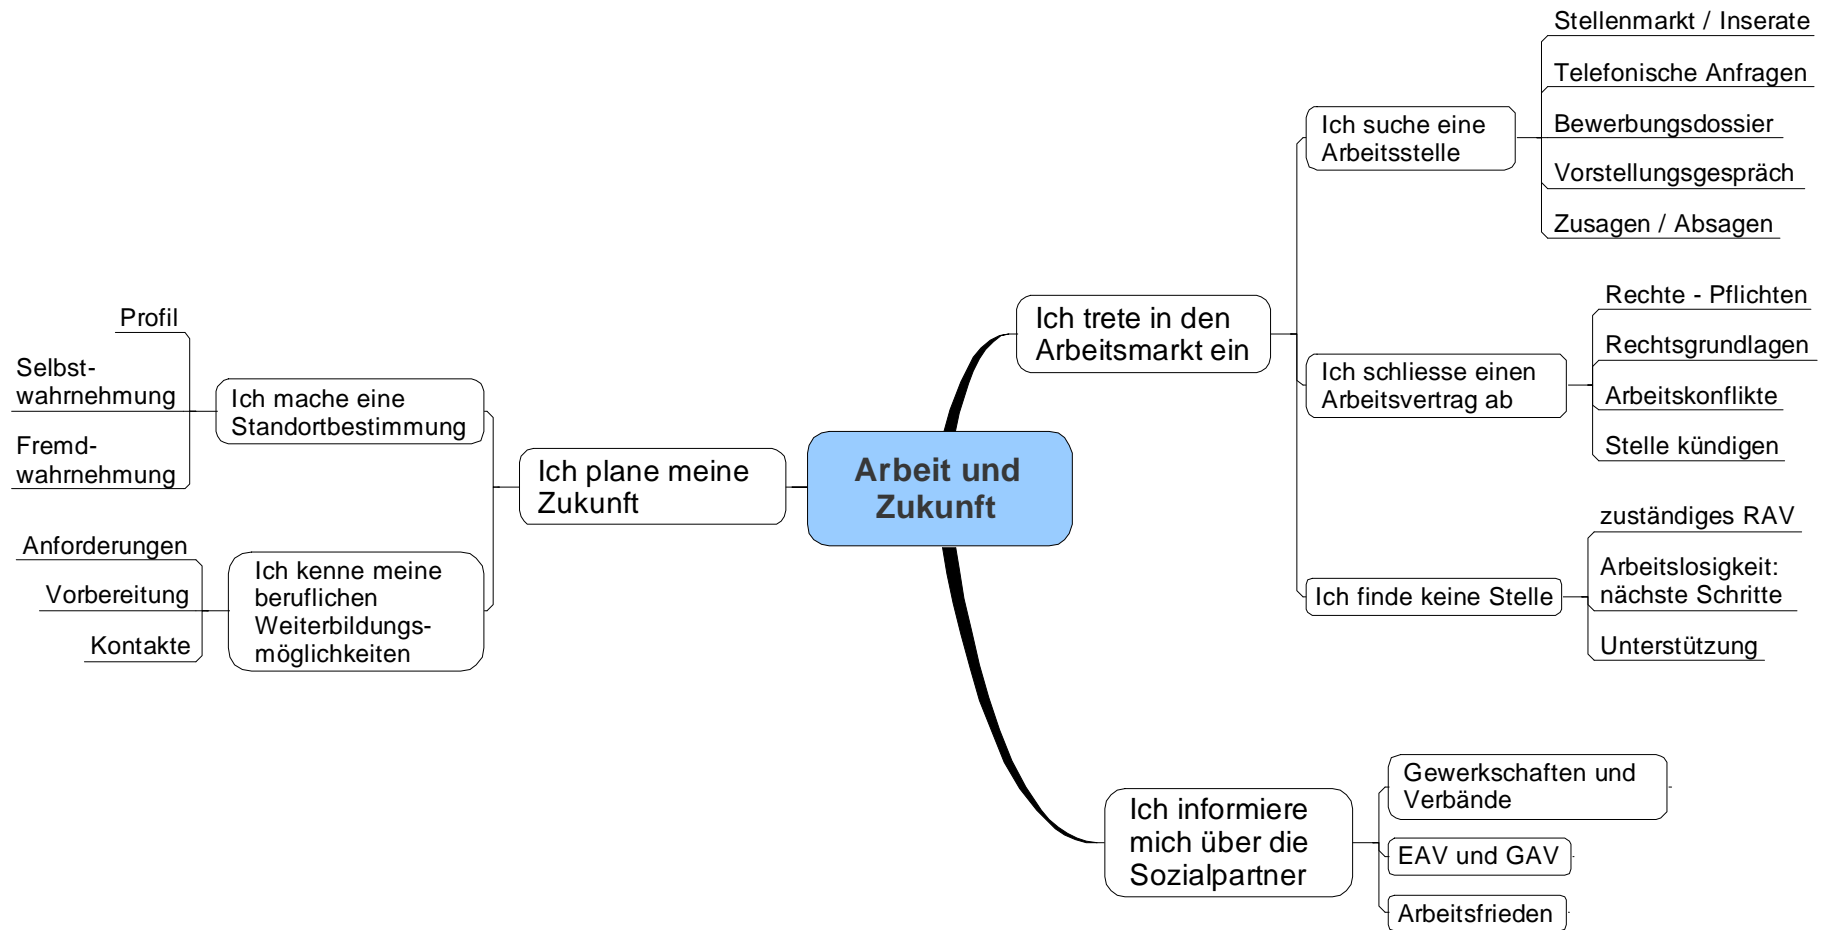 Arbeit und
Zukunft
Ich plane meine
Zukunft
Ich mache eine
Standortbestimmung
Profil
Selbst-
wahrnehmung
Fremd-
wahrnehmung
Ich kenne meine
beruflichen
Weiterbildungs-
möglichkeiten
Anforderungen
Vorbereitung
Kontakte
Ich trete in den
Arbeitsmarkt ein
Ich suche eine
Arbeitsstelle
Stellenmarkt / Inserate
Telefonische Anfragen
Bewerbungsdossier
Vorstellungsgespräch
Zusagen / Absagen
Ich schliesse einen
Arbeitsvertrag ab
Rechte - Pflichten
Rechtsgrundlagen
Arbeitskonflikte
Stelle kündigen
Ich finde keine Stelle
zuständiges RAV
Arbeitslosigkeit:
nächste Schritte
Unterstützung
Ich informiere
mich über die
Sozialpartner
Gewerkschaften und
Verbände
EAV und GAV
Arbeitsfrieden